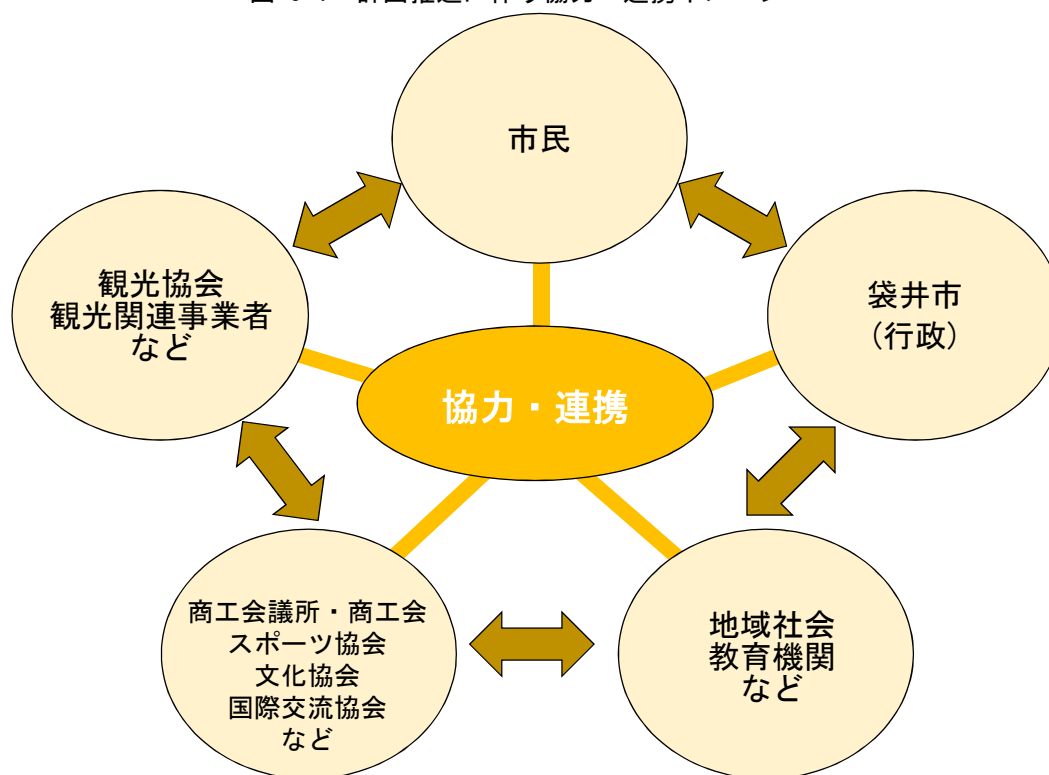 市民
観光協会
観光関連事業者
など
袋井市
（行政）
協力・連携
商工会議所・商工会
スポーツ協会
文化協会
国際交流協会
など
地域社会
教育機関
など